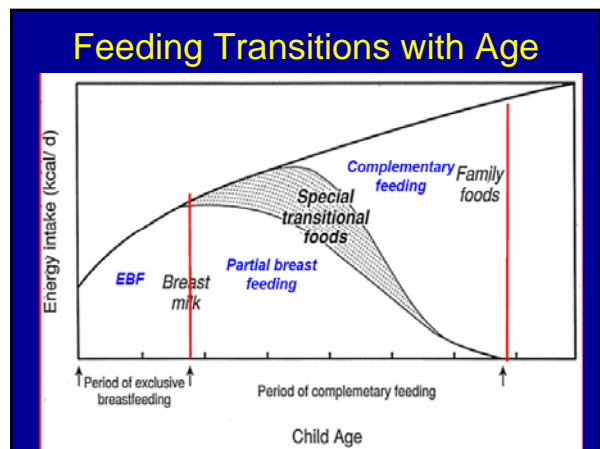 Feeding Transitions with Age
Energy intake (kcal/ d)
Complementary
feeding
Family
foods
Special
transitional
foods
EBF
Breast
milk
Partial breast
feeding
Period of exclusive
breastfeeding
Period of complemetary feeding
Child Age